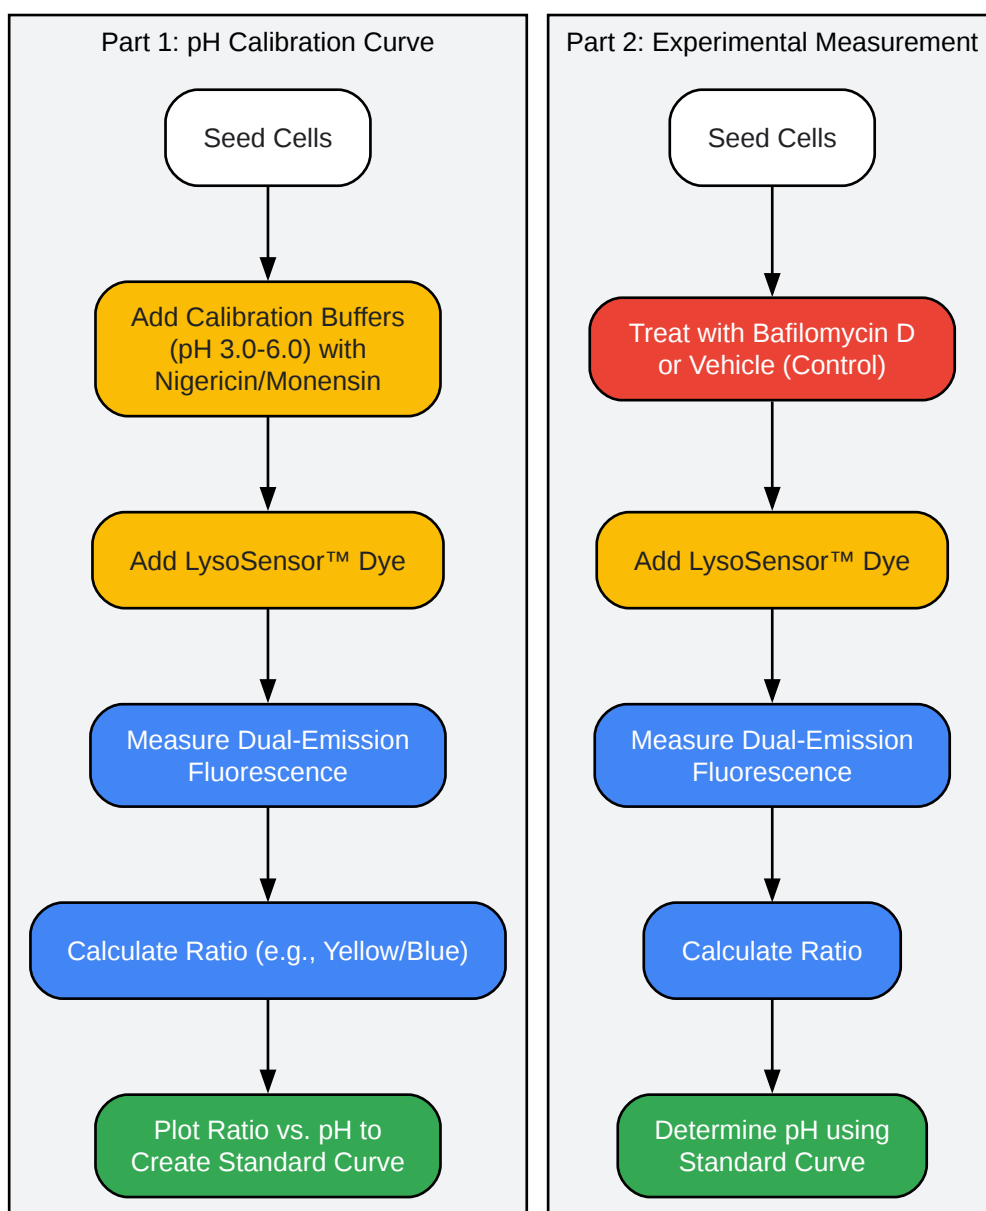 Part 1: pH Calibration Curve
Seed Cells
Add Calibration Buffers
(pH 3.0-6.0) with
Nigericin/Monensin
Add LysoSensor™ Dye
Measure Dual-Emission
Fluorescence
Calculate Ratio (e.g., Yellow/Blue)
Plot Ratio vs. pH to
Create Standard Curve
Part 2: Experimental Measurement
Seed Cells
Treat with Bafilomycin D
or Vehicle (Control)
Add LysoSensor™ Dye
Measure Dual-Emission
Fluorescence
Calculate Ratio
Determine pH using
Standard Curve